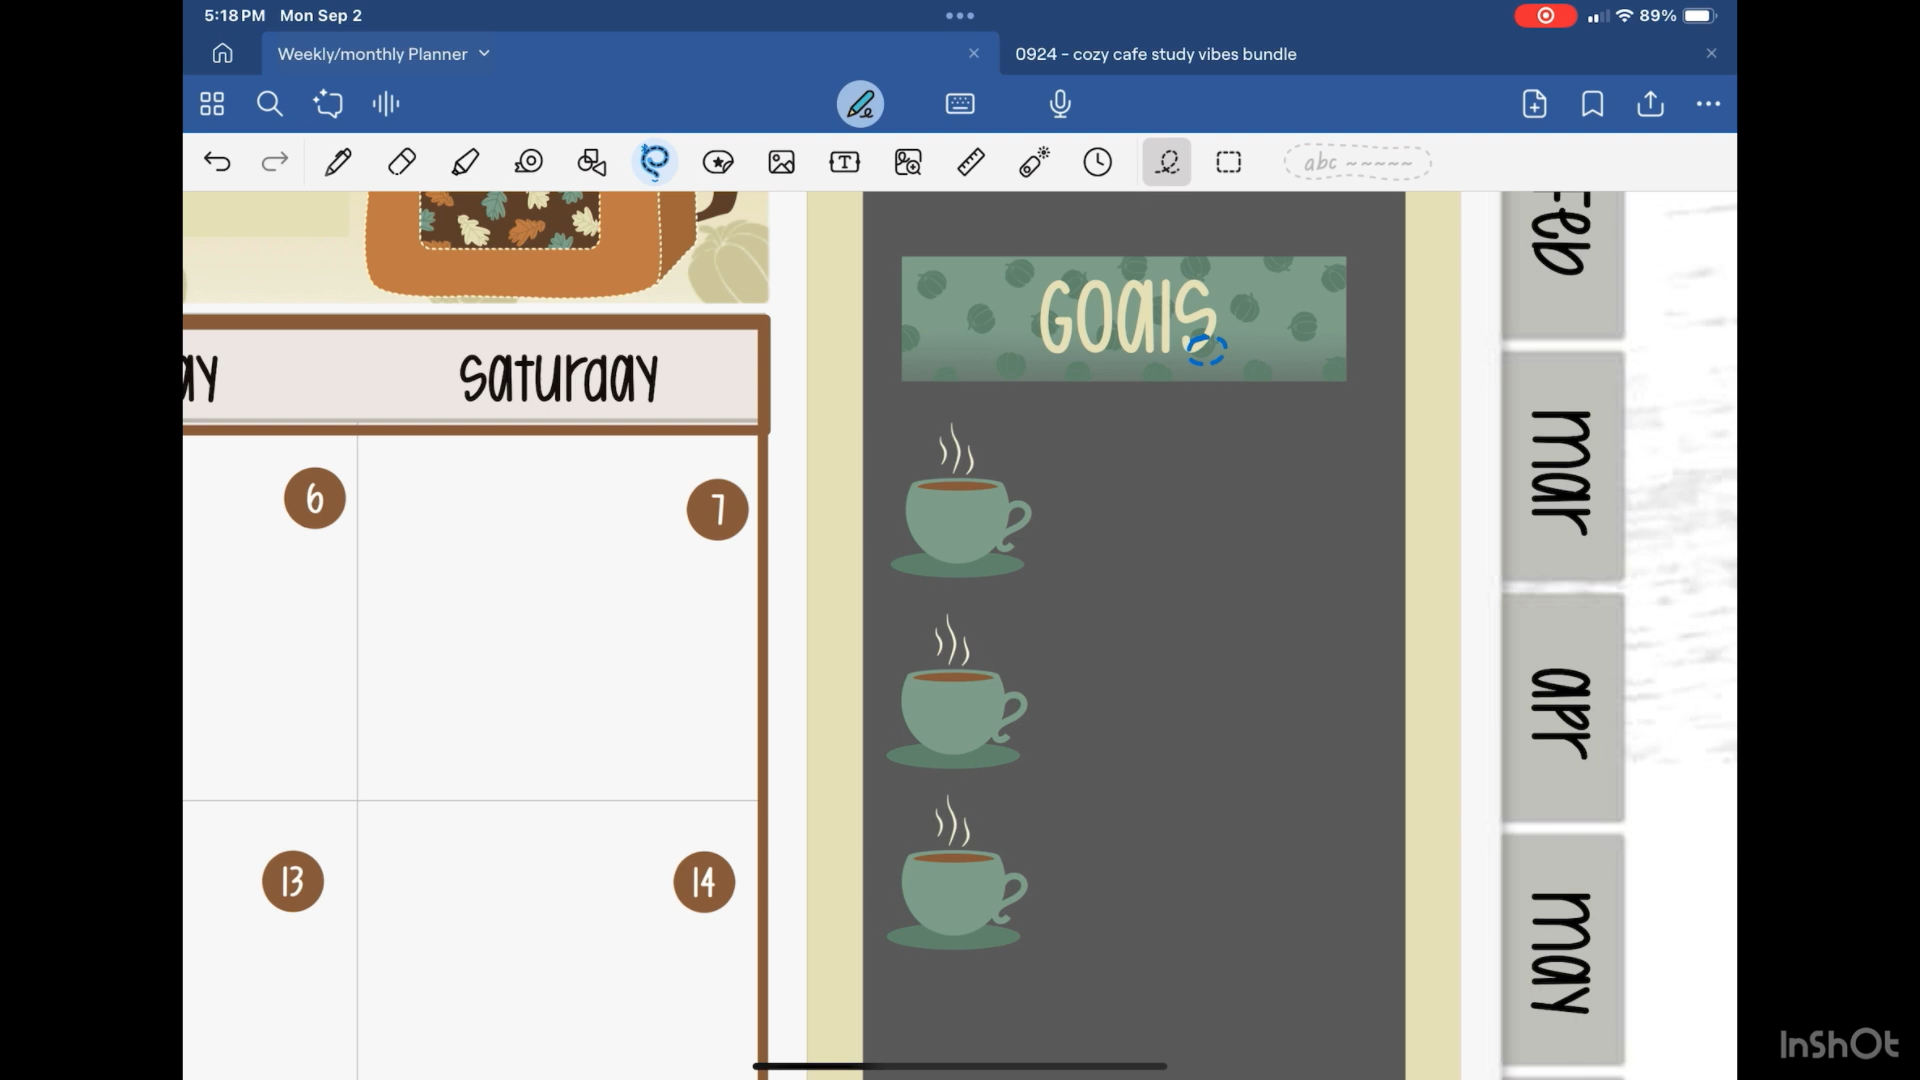 5:18 PM Mon Sep 2
89%
Weekly/monthly Planner
0924 - cozy cafe study vibes bundle
abc
Goals
saturday
ay
6
7
13
14
Feb
mar
apr
may
InShOt